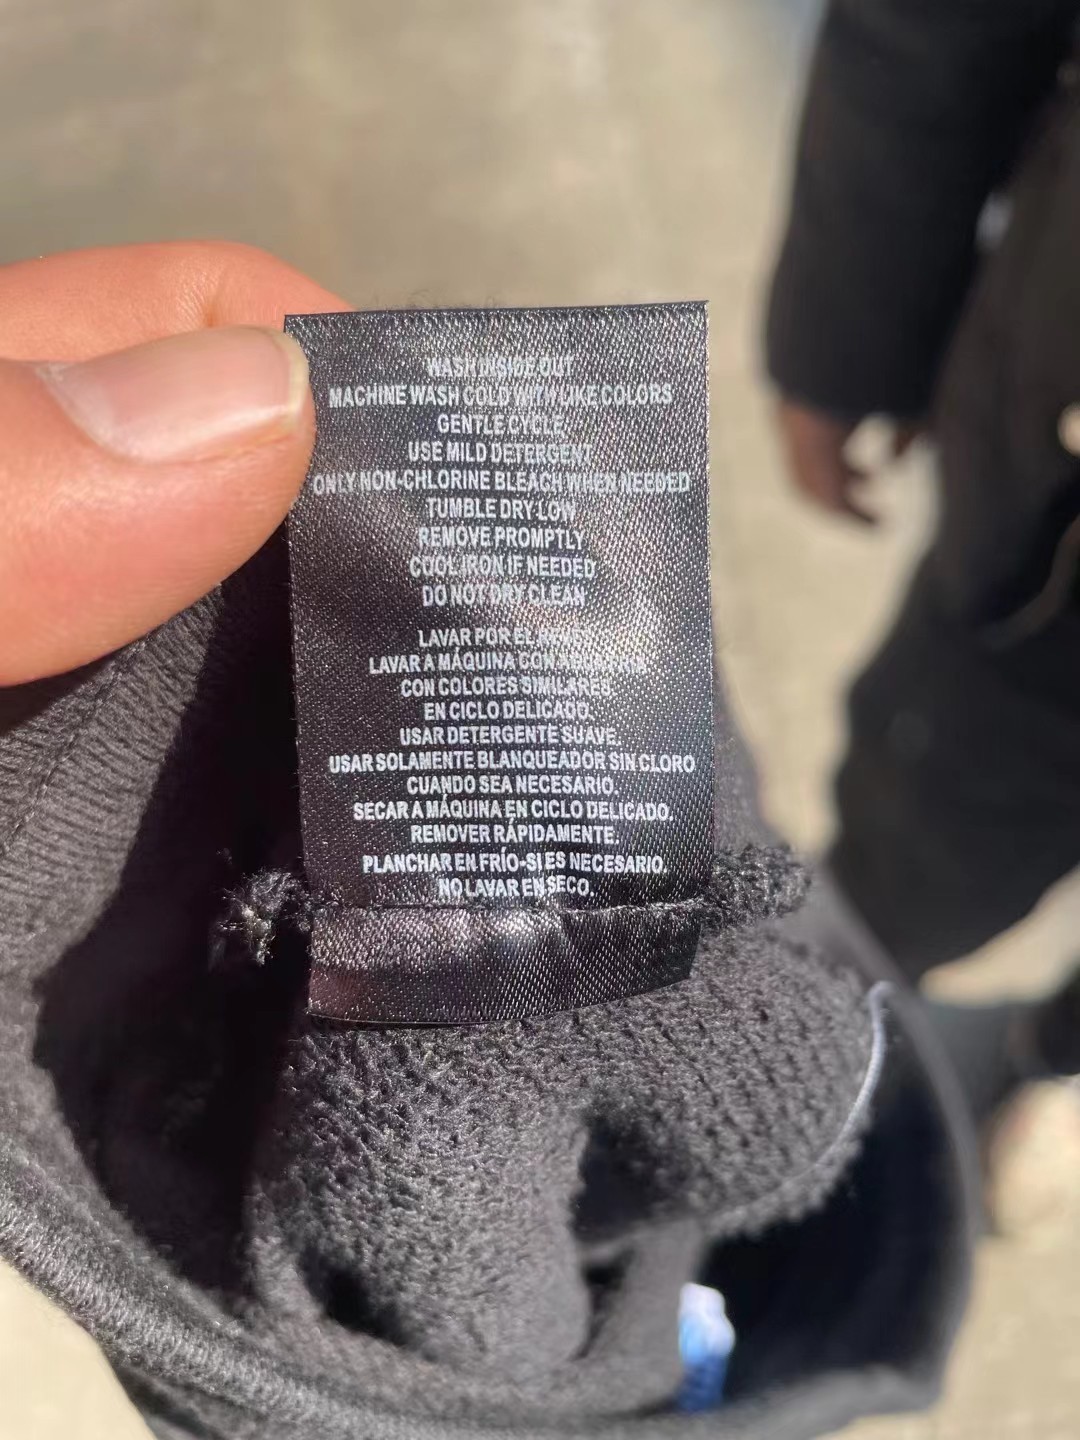 WASH INSIDE OUT
MACHINE WASH COLD WITH LIKE COLORS
GENTLE CYCLE
USE MILD DETERGENT
ONLY NON-CHLORINE BLEACH WHEN NEEDED
TUMBLE DRY LOW
REMOVE PROMPTLY
COOL IRON IF NEEDED
DO NOT DRY CLEAN
LAVAR POR EL REVES
LAVAR A MÁQUINA CON
CON COLORES SIMILARES.
EN CICLO DELICADO.
USAR DETERGENTE SUAVE.
USAR SOLAMENTE BLANQUEADOR SIN CLORO
CUANDO SEA NECESARIO.
SECAR A MÁQUINA EN CICLO DELICADO.
REMOVER RÁPIDAMENTE.
PLANCHAR EN FRÍO-SI ES NECESARIO.
NO LAVAR EN SECO.